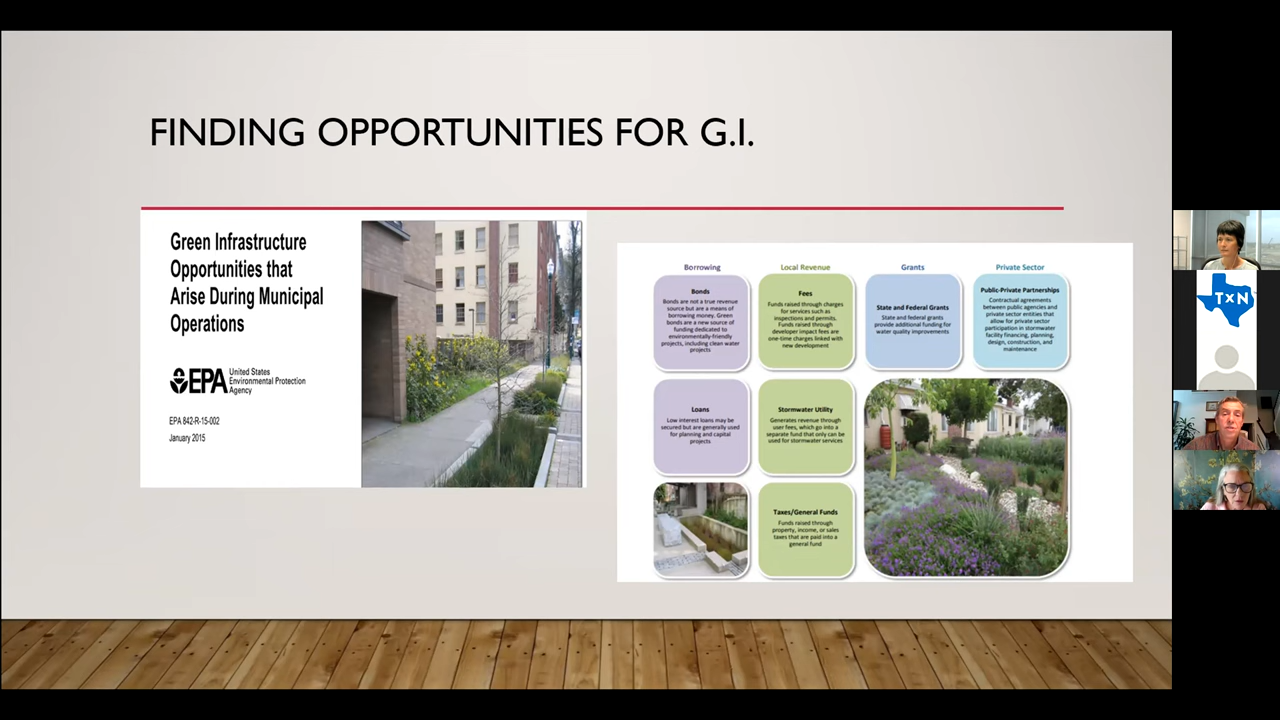 FINDING OPPORTUNITIES FOR G.I.
Green Infrastructure
Opportunities that
Arise During Municipal
Operations
EPA
United States
Environmental Protection
Agency
EPA 842-R-15-002
January 2015
Borrowing
Bonds
Bonds are not a true revenue
source but are a means of
borrowing money. Green
bonds are a new source of
funding dedicated to
environmentally-friendly
projects, including clean water
projects
Loans
Low interest loans may be
secured but are generally used
for planning and capital
projects
Local Revenue
Fees
Funds raised through charges
for services such as
inspections and permits.
Funds raised through
developer impact fees are
one-time charges linked with
new development
Stormwater Utility
Generates revenue through
user fees, which go into a
separate fund that only can be
used for stormwater services
Taxes/General Funds
Funds raised through
property, income, or sales
taxes that are paid into a
general fund
Grants
State and Federal Grants
State and federal grants
provide additional funding for
water quality improvements
Private Sector
Public-Private Partnerships
Contractual agreements
between public agencies and
private sector entities that
allow for private sector
participation in stormwater
facility financing, planning,
design, construction, and
maintenance
TXN